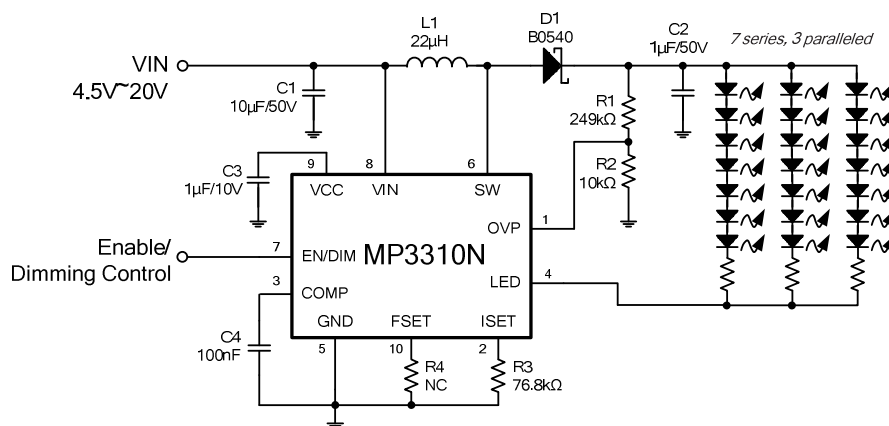 L1
22μH
D1
B0540
C2
1μF/50V
7 series, 3 paralleled
VIN
4.5V~20V
C1
10μF/50V
R1
249kΩ
R2
10kΩ
C3
1μF/10V
9
8
6
VCC
VIN
SW
OVP
1
Enable/
Dimming Control
7
EN/DIM
MP3310N
3
COMP
LED
4
GND
FSET
ISET
C4
100nF
5
10
2
R4
NC
R3
76.8kΩ